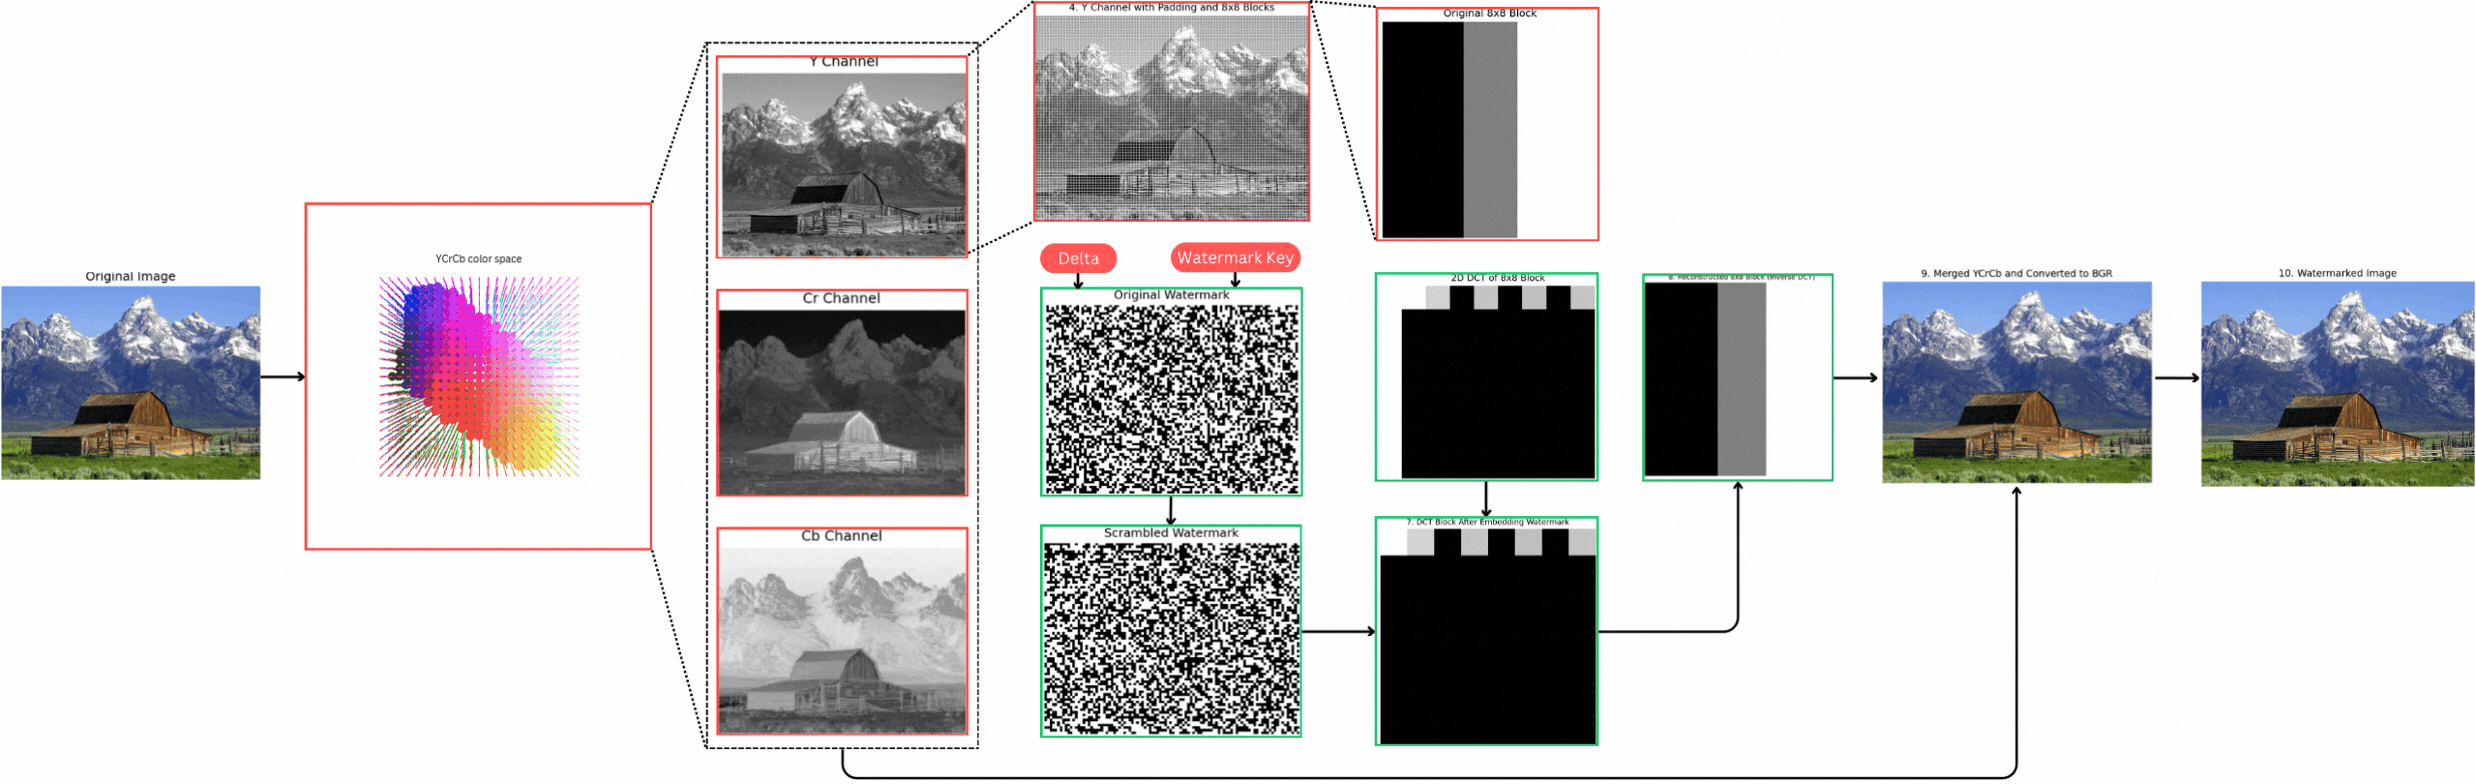 Original Image
YCrCb color space
Y Channel
Cr Channel
Cb Channel
4. Y Channel with Padding and 8x8 Blocks
Original 8x8 Block
Delta
Watermark Key
Original Watermark
Scrambled Watermark
2D DCT of 8x8 Block
7. DCT Block After Embedding Watermark
8. Reconstructed 8x8 Block (Inverse DCT)
9. Merged YCrCb and Converted to BGR
10. Watermarked Image